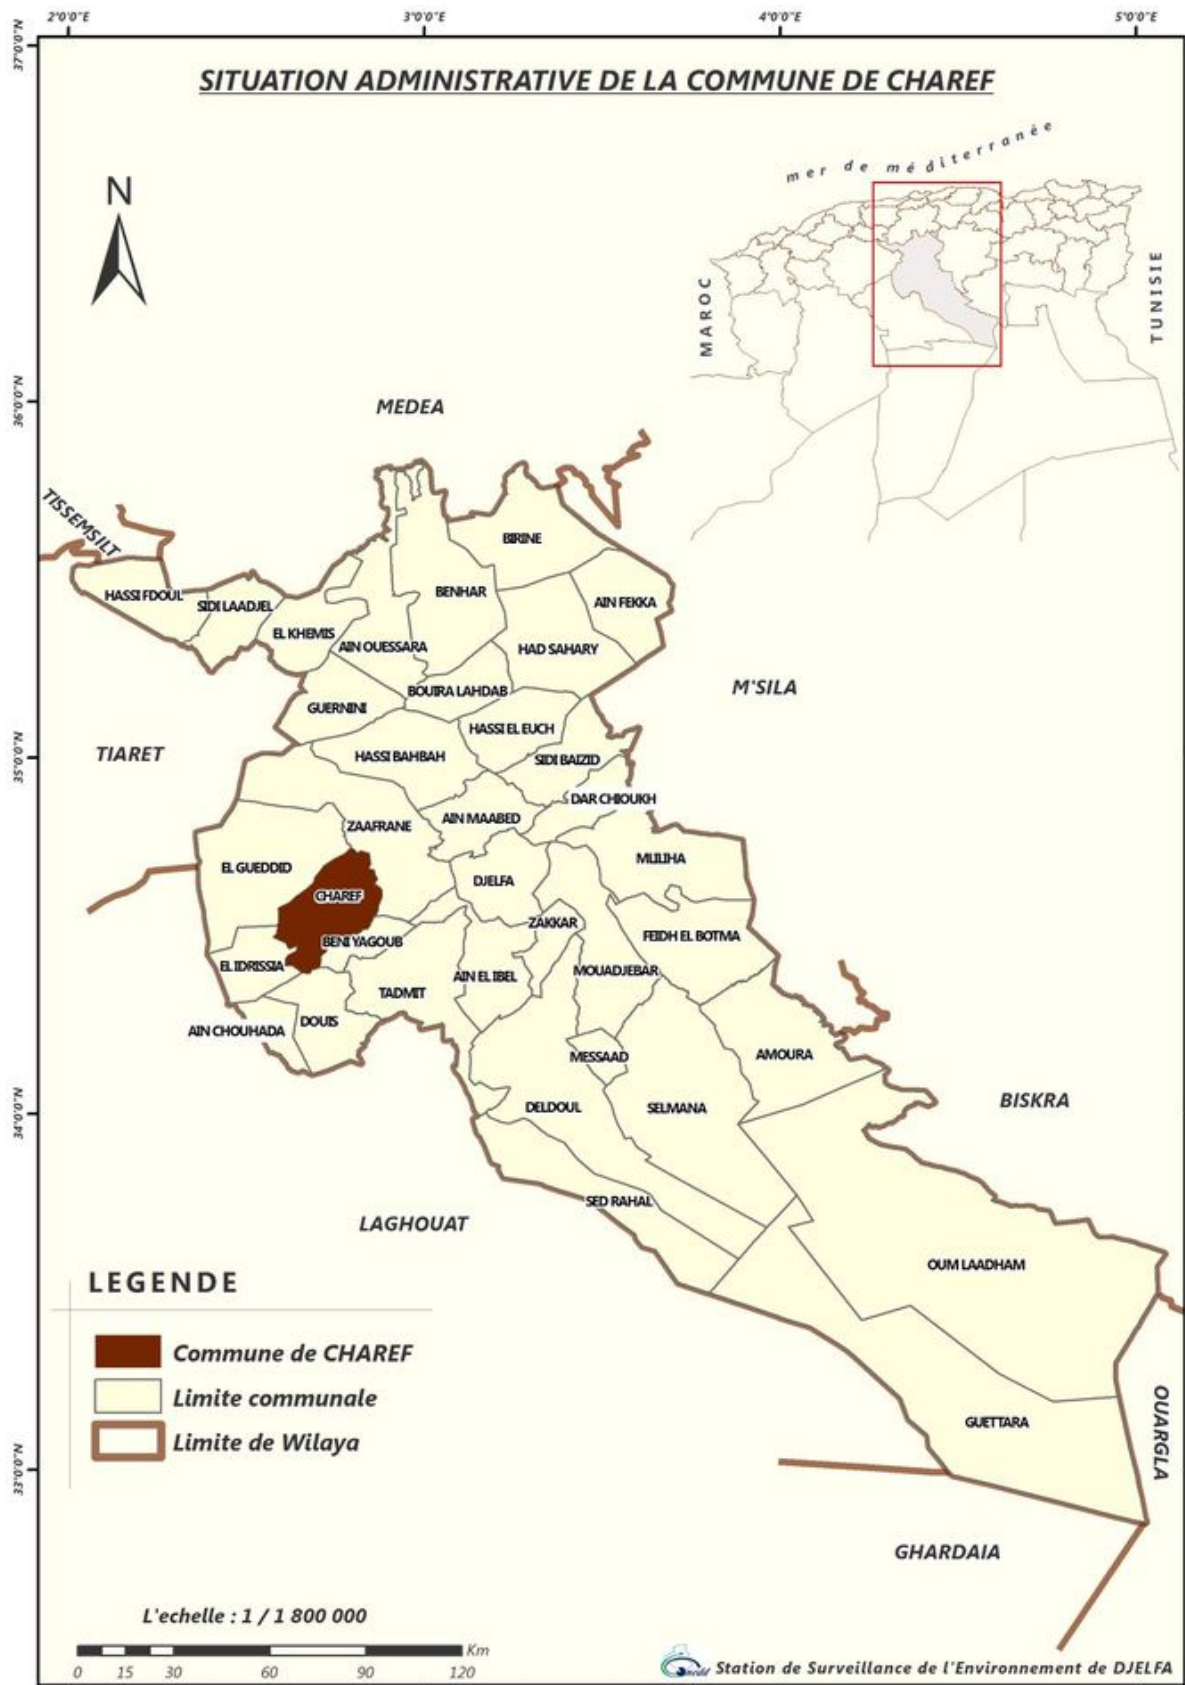 2°0'0"E 3°0'0"E 4°0'0"E 5°0'0"E
37°0'0"N
SITUATION ADMINISTRATIVE DE LA COMMUNE DE CHAREF
mer de méditerranée
N
MAROC
TUNISIE
36°0'0"N
MEDEA
TISSEMSILT
BIRINE
HASSI FDOUL
SIDI LAADJEL
BENHAR
AIN FEKKA
EL KHEMIS
AIN OUESSARA
HAD SAHARY
BOUIRA LAHDAB
M'SILA
GUERNINI
HASSI EL EUCH
TIARET
35°0'0"N
HASSI BAHBAH
SIDI BAIZID
DAR CHIOUKH
ZAAFRANE
AIN MAABED
MLILIHA
EL GUEDDID
DJELFA
CHAREF
ZAKKAR
BENI YAGOUB
FEIDH EL BOTMA
EL IDRISSIA
AIN EL IBEL
MOUADJEBAR
TADMIT
AIN CHOUHADA
DOUIS
MESSAAD
AMOURA
34°0'0"N
DELDOUL
SELMANA
BISKRA
SED RAHAL
LAGHOUAT
OUM LAADHAM
LEGENDE
Commune de CHAREF
Limite communale
Limite de Wilaya
OUARGLA
GUETTARA
33°0'0"N
GHARDAIA
L'echelle : 1 / 1 800 000
Km
0 15 30 60 90 120
Station de Surveillance de l'Environnement de DJELFA